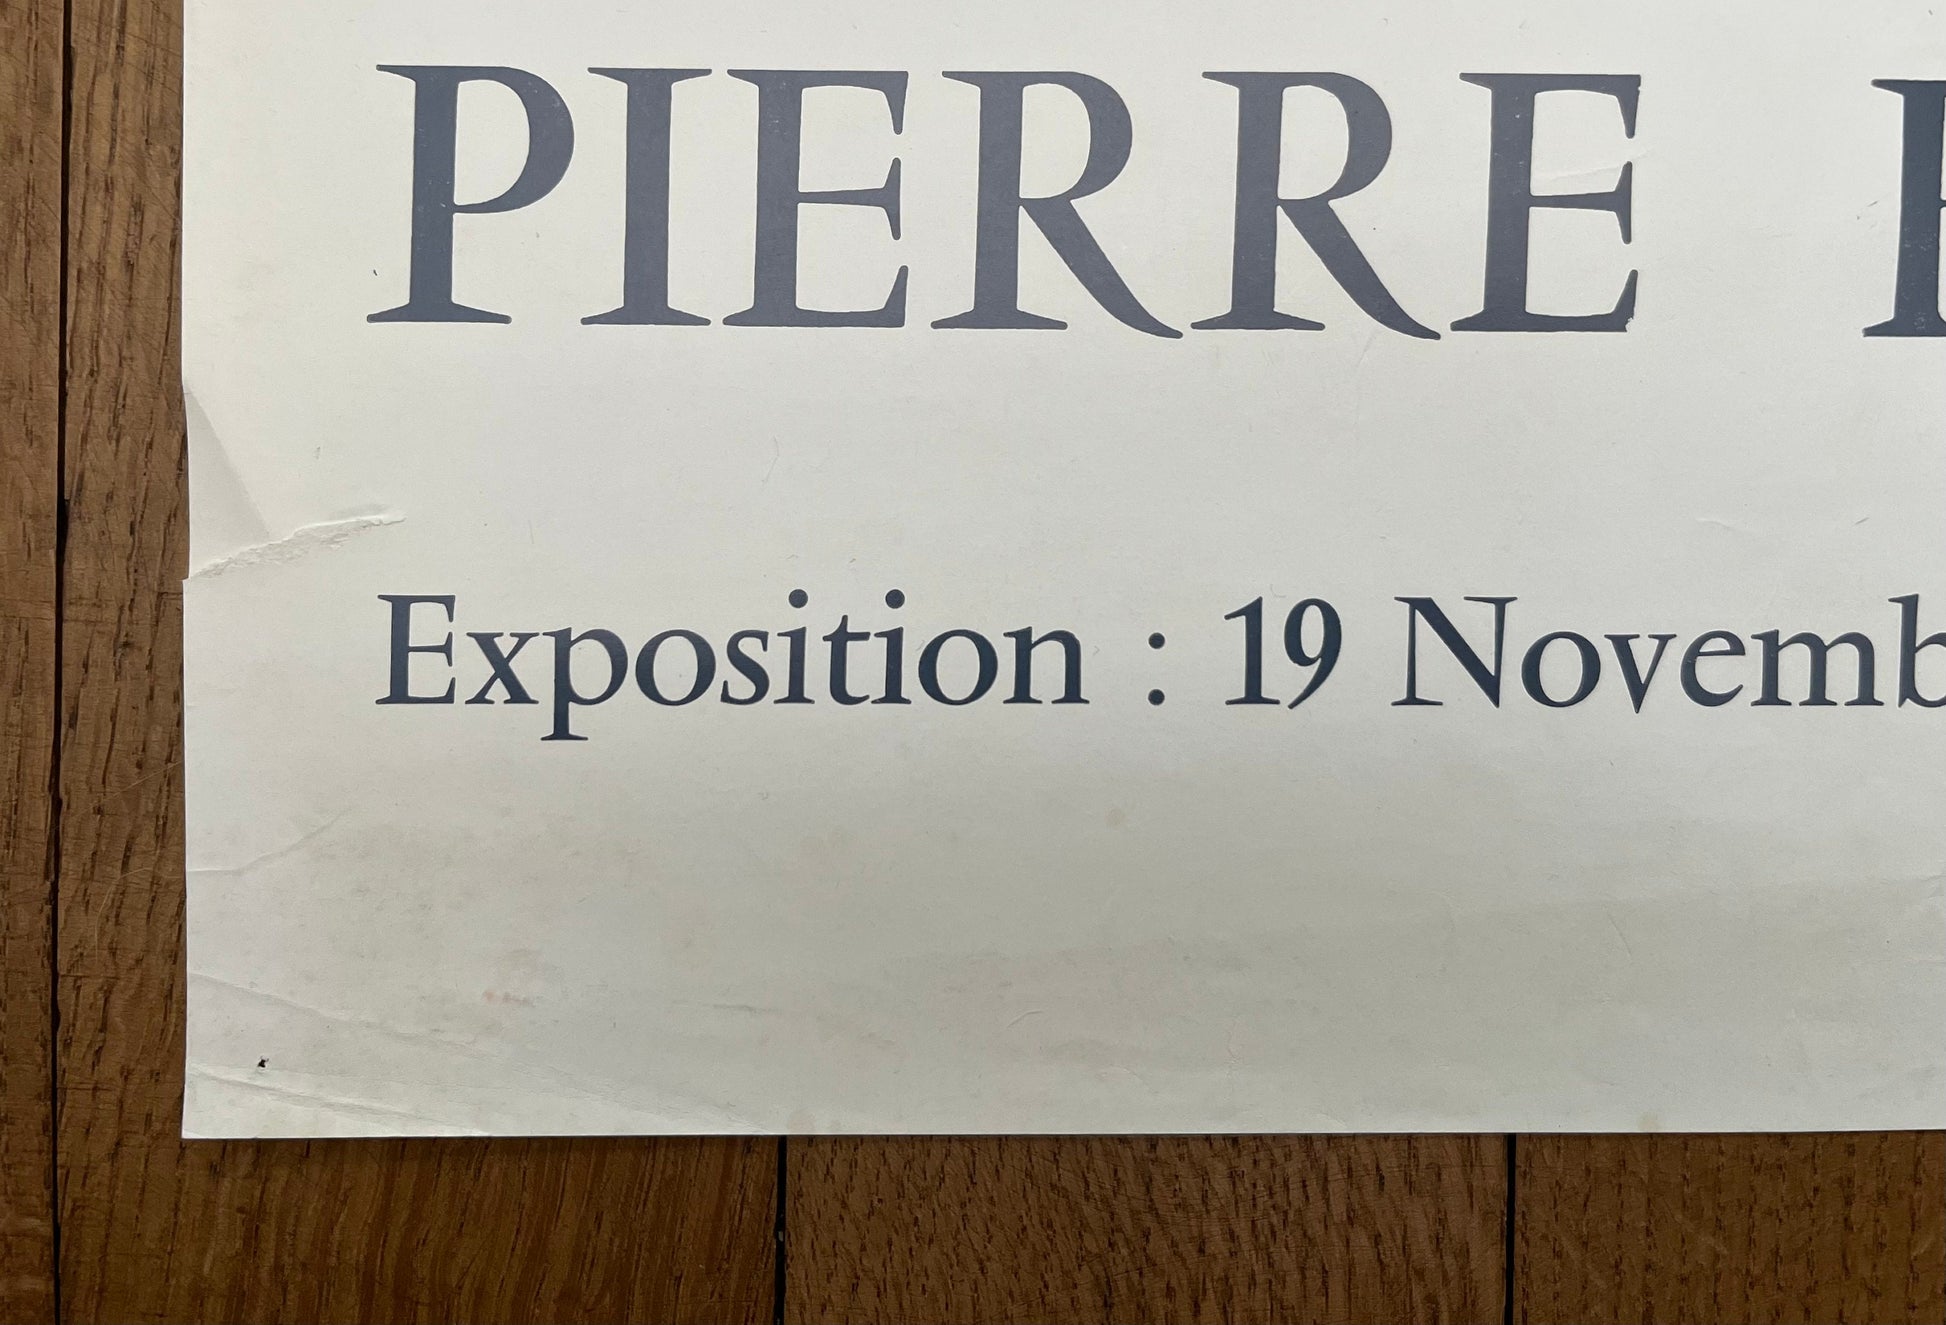 PIERRE
Exposition : 19 Novemb